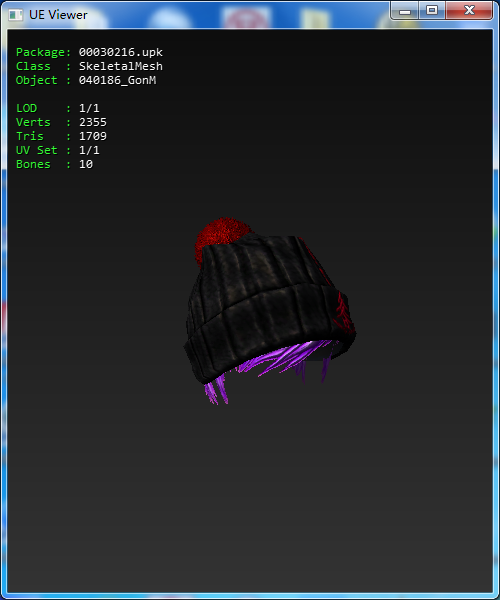 UE Viewer
Package: 00030216.upk
Class : SkeletalMesh
Object : 040186_GonM
LOD : 1/1
Verts : 2355
Tris : 1709
UV Set : 1/1
Bones : 10